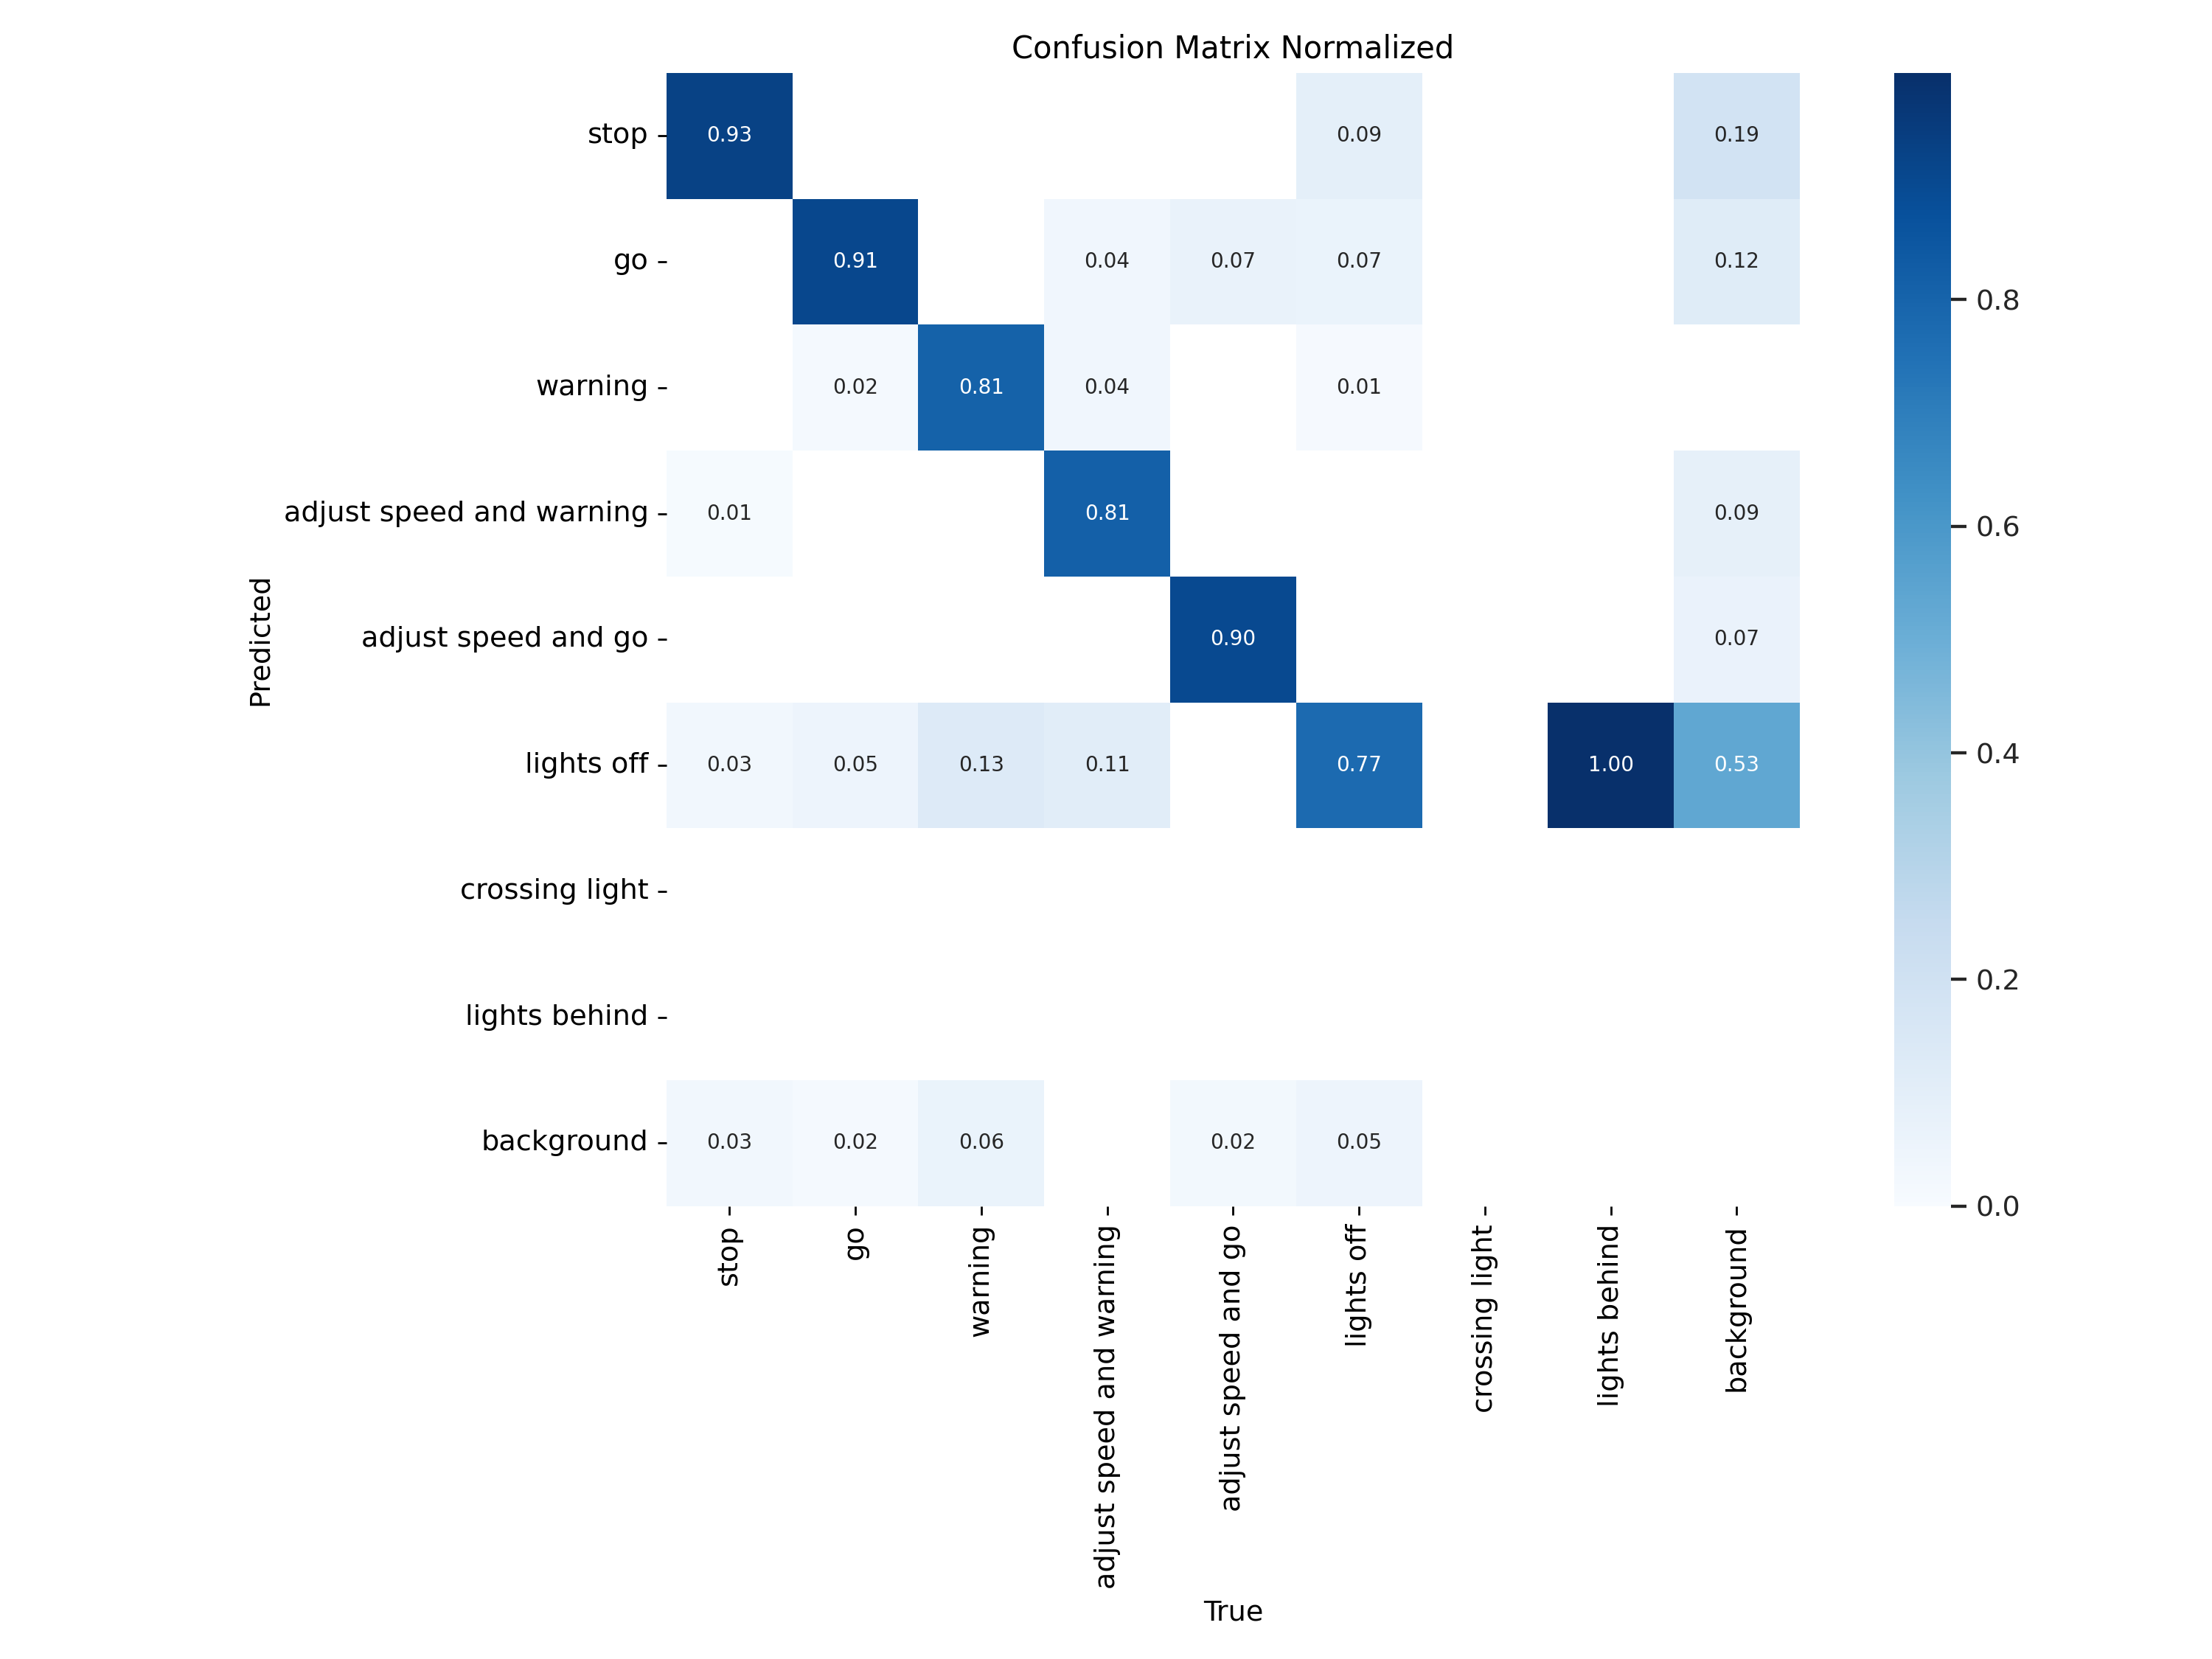 Confusion Matrix Normalized
stop
0.93
0.09
0.19
go
0.91
0.04
0.07
0.07
0.12
0.8
warning
0.02
0.81
0.04
0.01
adjust speed and warning
0.01
0.81
0.09
0.6
Predicted
adjust speed and go
0.90
0.07
lights off
0.03
0.05
0.13
0.11
0.77
1.00
0.53
0.4
crossing light
0.2
lights behind
background
0.03
0.02
0.06
0.02
0.05
0.0
stop
go
warning
adjust speed and warning
adjust speed and go
lights off
crossing light
lights behind
background
True